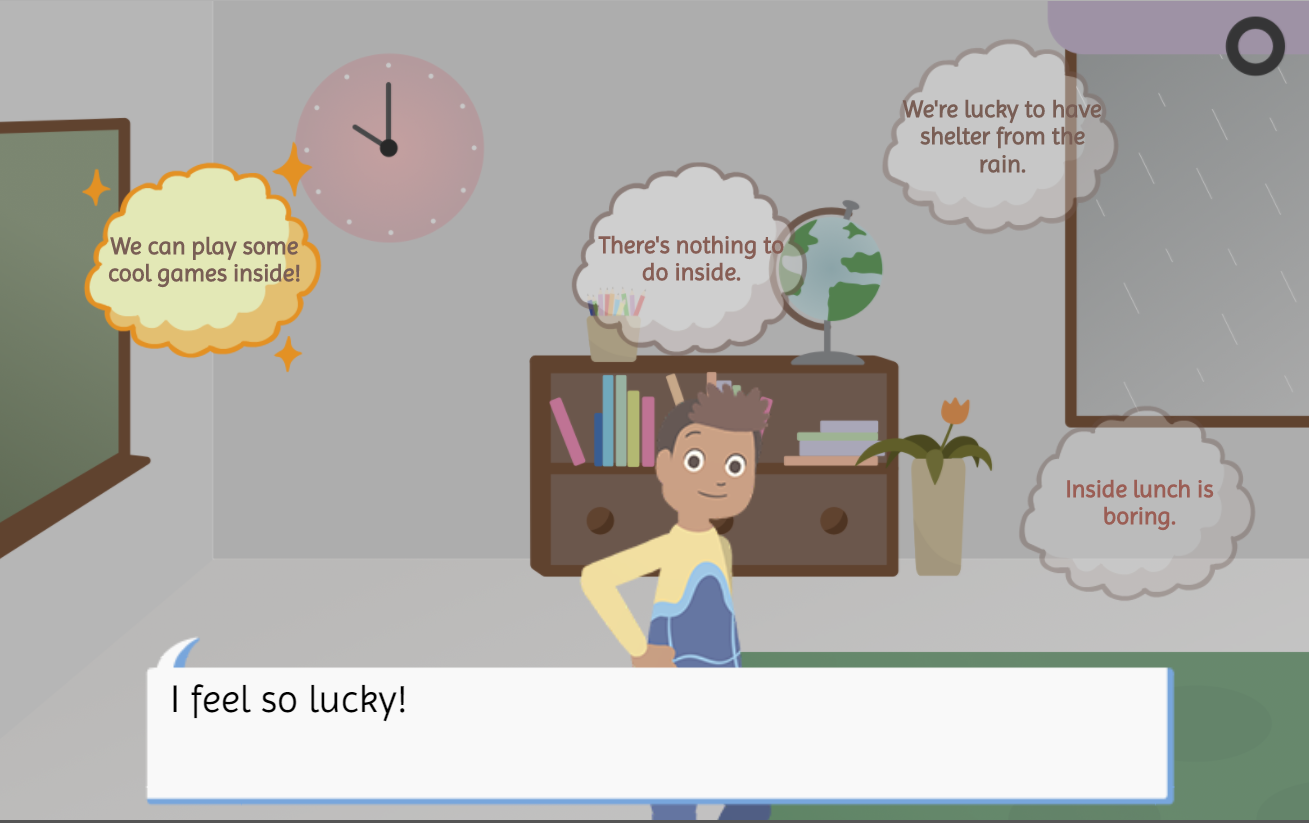 We're lucky to have
shelter from the
rain.
We can play some
cool games inside!
There's nothing to
do inside.
Inside lunch is
boring.
I feel so lucky!